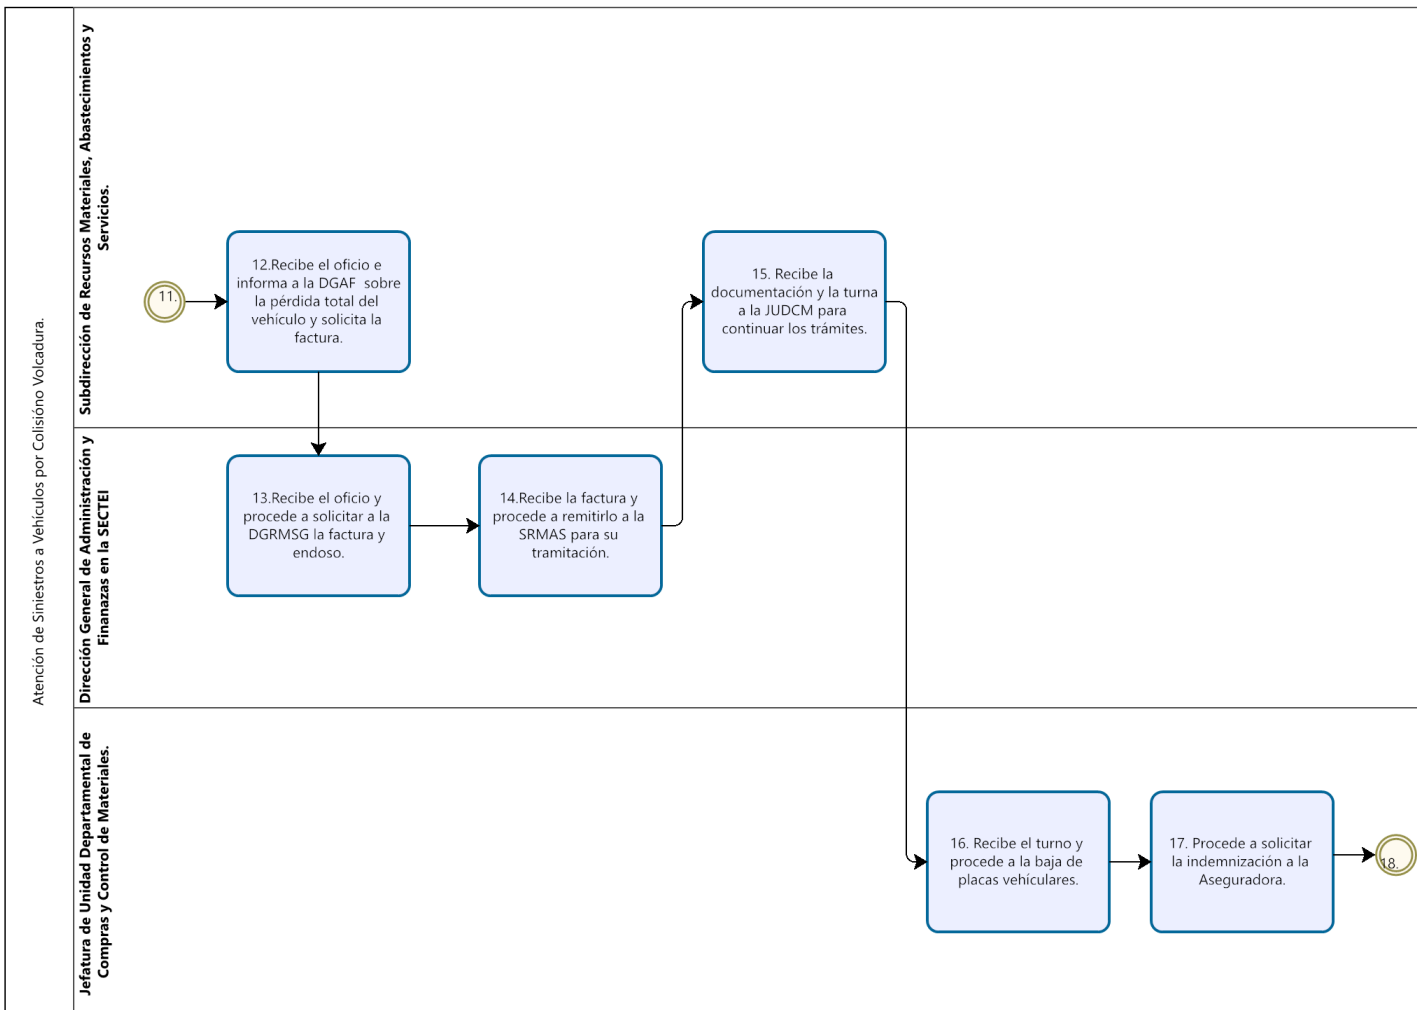 Atención de Siniestros a Vehículos por Colisióno Volcadura.
Subdirección de Recursos Materiales, Abastecimientos y
Servicios.
11.
12.Recibe el oficio e
informa a la DGAF  sobre
la pérdida total del
vehículo y solicita la
factura.
15. Recibe la
documentación y la turna
a la JUDCM para
continuar los trámites.
Dirección General de Administración y
Finanazas en la SECTEI
13.Recibe el oficio y
procede a solicitar a la
DGRMSG la factura y
endoso.
14.Recibe la factura y
procede a remitirlo a la
SRMAS para su
tramitación.
Jefatura de Unidad Departamental de
Compras y Control de Materiales.
16. Recibe el turno y
procede a la baja de
placas vehículares.
17. Procede a solicitar
la indemnización a la
Aseguradora.
18.